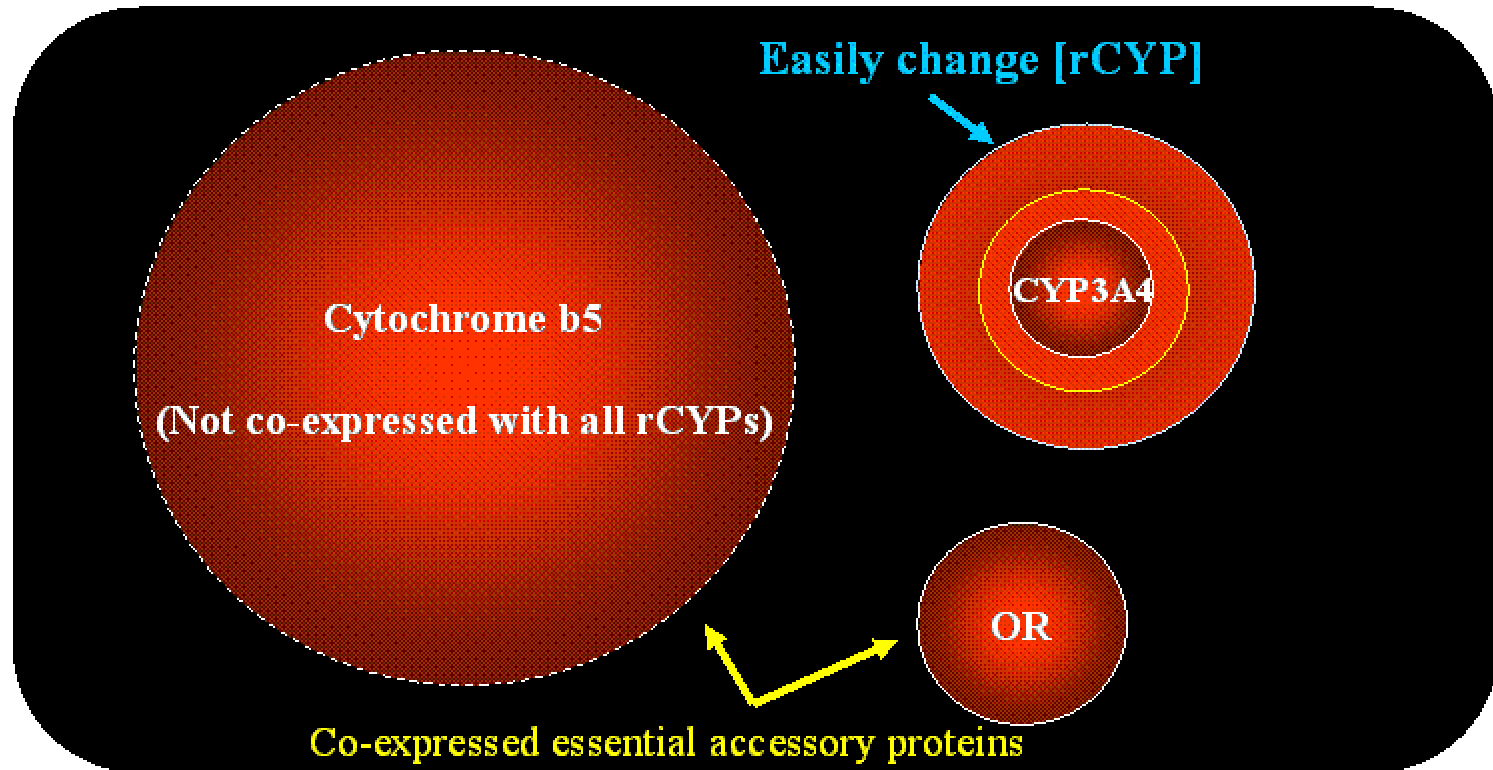 Easily change [rCYP]
CYP3A4
Cytochrome b5
(Not co-expressed with all rCYPs)
OR
Co-expressed essential accessory proteins